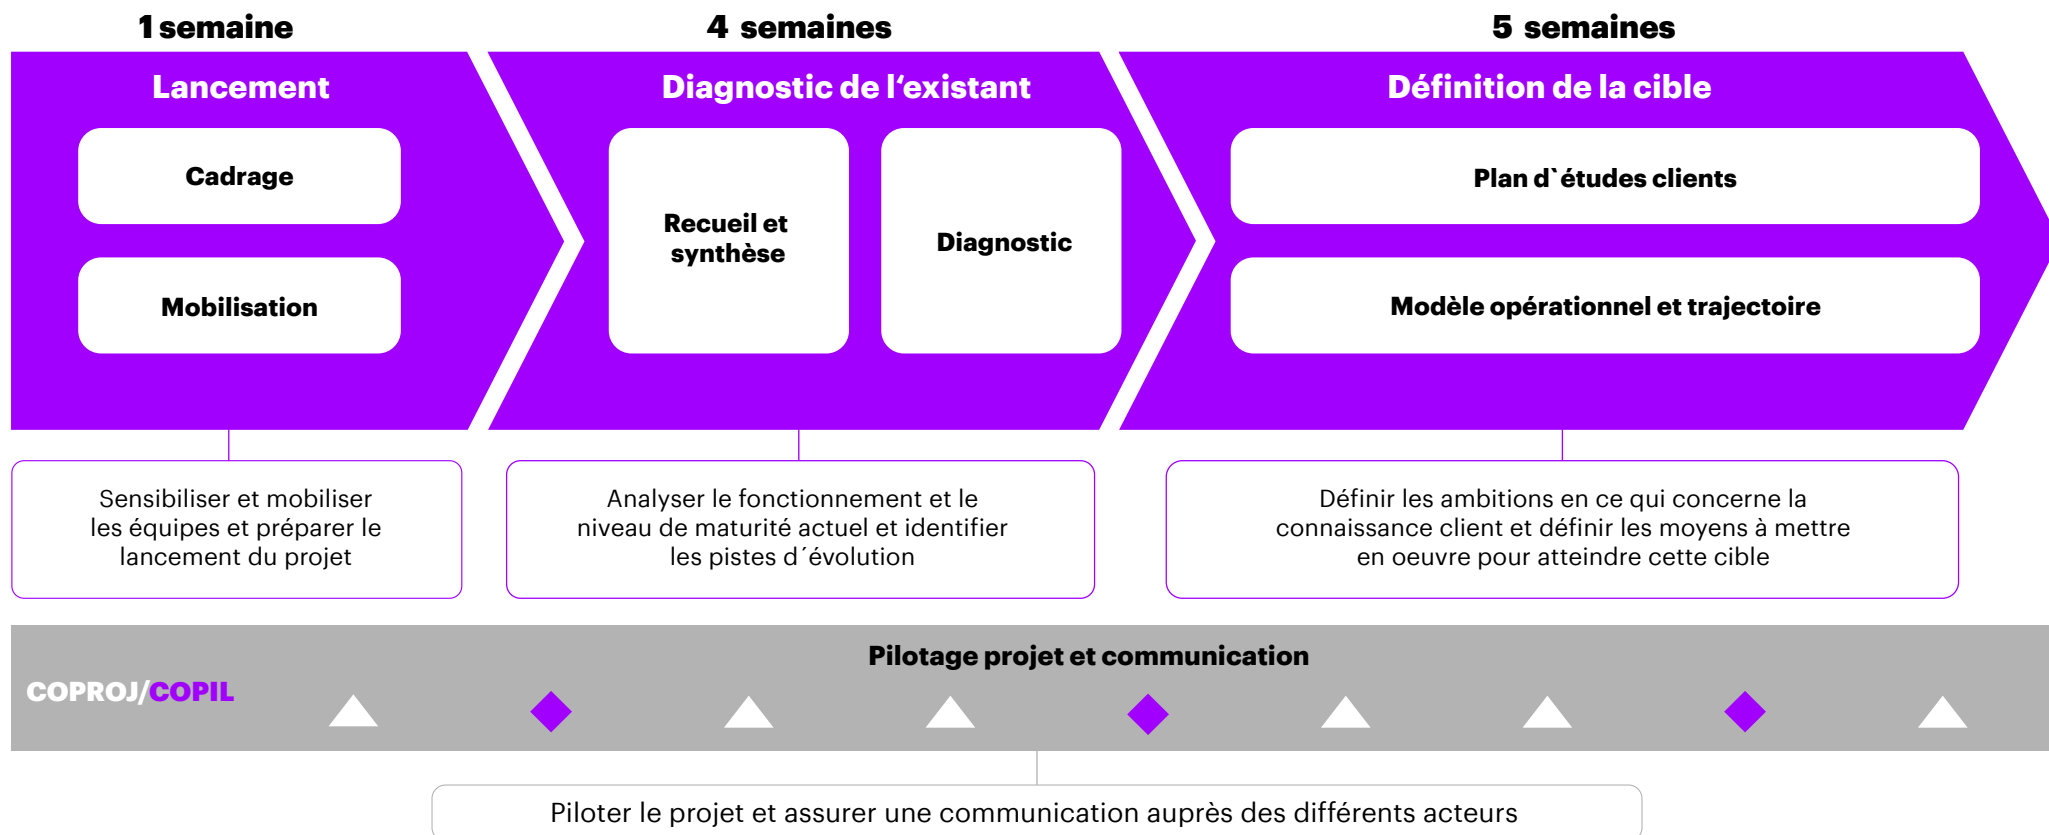 1 semaine
4 semaines
5 semaines
Lancement
Diagnostic de l‘existant
Définition de la cible
Cadrage
Mobilisation
Recueil et
synthèse
Diagnostic
Plan d`études clients
Modèle opérationnel et trajectoire
Sensibiliser et mobiliser
les équipes et préparer le
lancement du projet
Analyser le fonctionnement et le
niveau de maturité actuel et identifier
les pistes d´évolution
Définir les ambitions en ce qui concerne la
connaissance client et définir les moyens à mettre
en oeuvre pour atteindre cette cible
Pilotage projet et communication
COPROJ/COPIL
Piloter le projet et assurer une communication auprès des différents acteurs